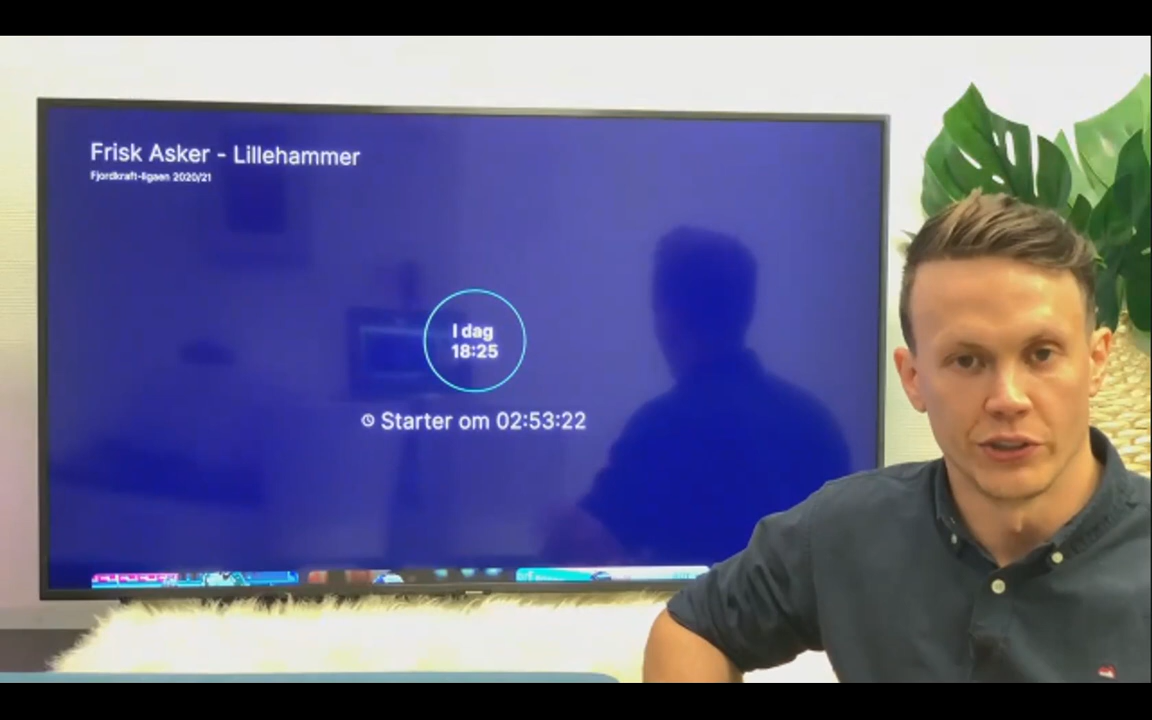 Frisk Asker - Lillehammer
Fjordkraft-ligaen 2020/21
I dag
18:25
Starter om 02:53:22